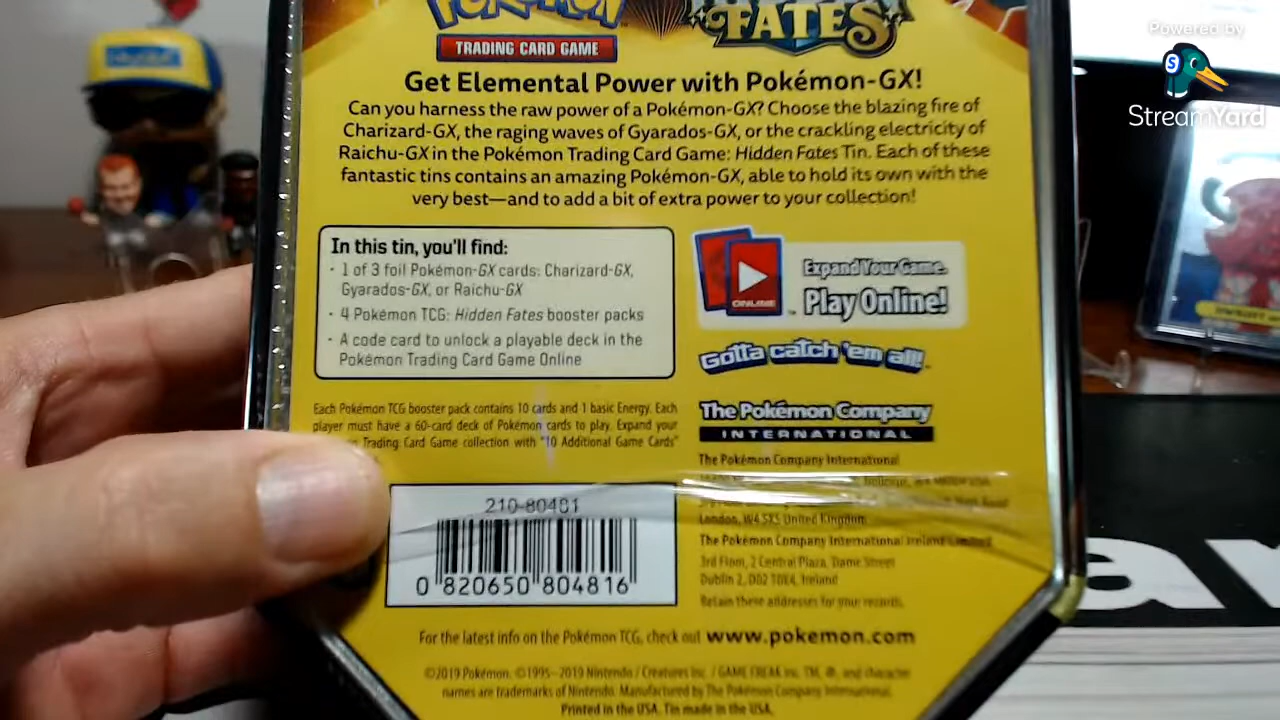 POKÉMON
Powered by
FATES
TRADING CARD GAME
StreamYard
Get Elemental Power with Pokémon-GX!
Can you harness the raw power of a Pokémon-GX? Choose the blazing fire of
Charizard-GX, the raging waves of Gyarados-GX, or the crackling electricity of
Raichu-GX in the Pokémon Trading Card Game: Hidden Fates Tin. Each of these
fantastic tins contains an amazing Pokémon-GX, able to hold its own with the
very best—and to add a bit of extra power to your collection!
In this tin, you'll find:
· 1 of 3 foil Pokémon-GX cards: Charizard-GX,
Gyarados-GX, or Raichu-GX
· 4 Pokémon TCG: Hidden Fates booster packs
· A code card to unlock a playable deck in the
Pokémon Trading Card Game Online
ONLINE
Expand Your Game.
Play Online!
Gotta catch 'em all!
Each Pokémon TCG booster pack contains 10 cards and 1 basic Energy. Each
player must have a 60-card deck of Pokémon cards to play. Expand your
Trading Card Game collection with "10 Additional Game Cards"
The Pokémon Company
INTERNATIONAL
The Pokémon Company International
London, W4 5XS United Kingdom
The Pokémon Company International Ireland Limited
3rd Floor, 2 Central Plaza, Dame Street
Dublin 2, D02 T0X4, Ireland
Retain these addresses for your records.
210-80481
0 820650 804816
For the latest info on the Pokémon TCG, check out www.pokemon.com
©2019 Pokémon. ©1995–2019 Nintendo / Creatures Inc. / GAME FREAK inc. TM, ®, and character
names are trademarks of Nintendo. Manufactured by The Pokémon Company International.
Printed in the USA. Tin made in the USA.